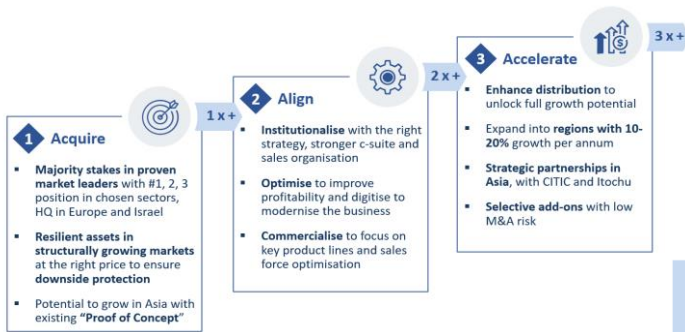 1 Acquire
▪ Majority stakes in proven
market leaders with #1, 2, 3
position in chosen sectors,
HQ in Europe and Israel
▪ Resilient assets in
structurally growing markets
at the right price to ensure
downside protection
▪ Potential to grow in Asia with
existing “Proof of Concept”
1 x +
2 Align
▪ Institutionalise with the right
strategy, stronger c-suite and
sales organisation
▪ Optimise to improve
profitability and digitise to
modernise the business
▪ Commercialise to focus on
key product lines and sales
force optimisation
2 x +
3 Accelerate
▪ Enhance distribution to
unlock full growth potential
▪ Expand into regions with 10-
20% growth per annum
▪ Strategic partnerships in
Asia, with CITIC and Itochu
▪ Selective add-ons with low
M&A risk
$
3 x +